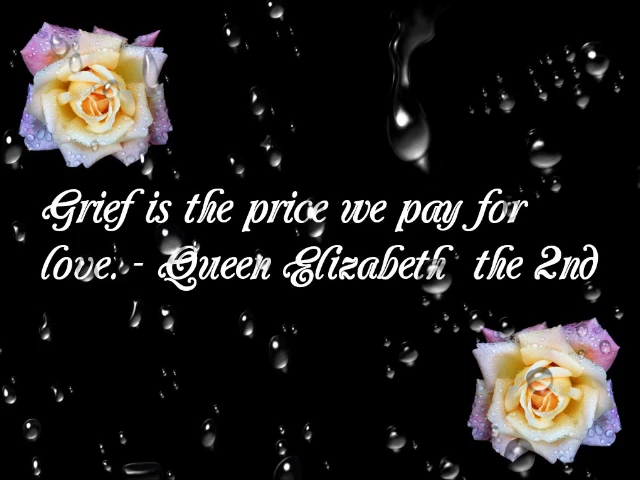 Grief is the price we pay for
love. - Queen Elizabeth the 2nd